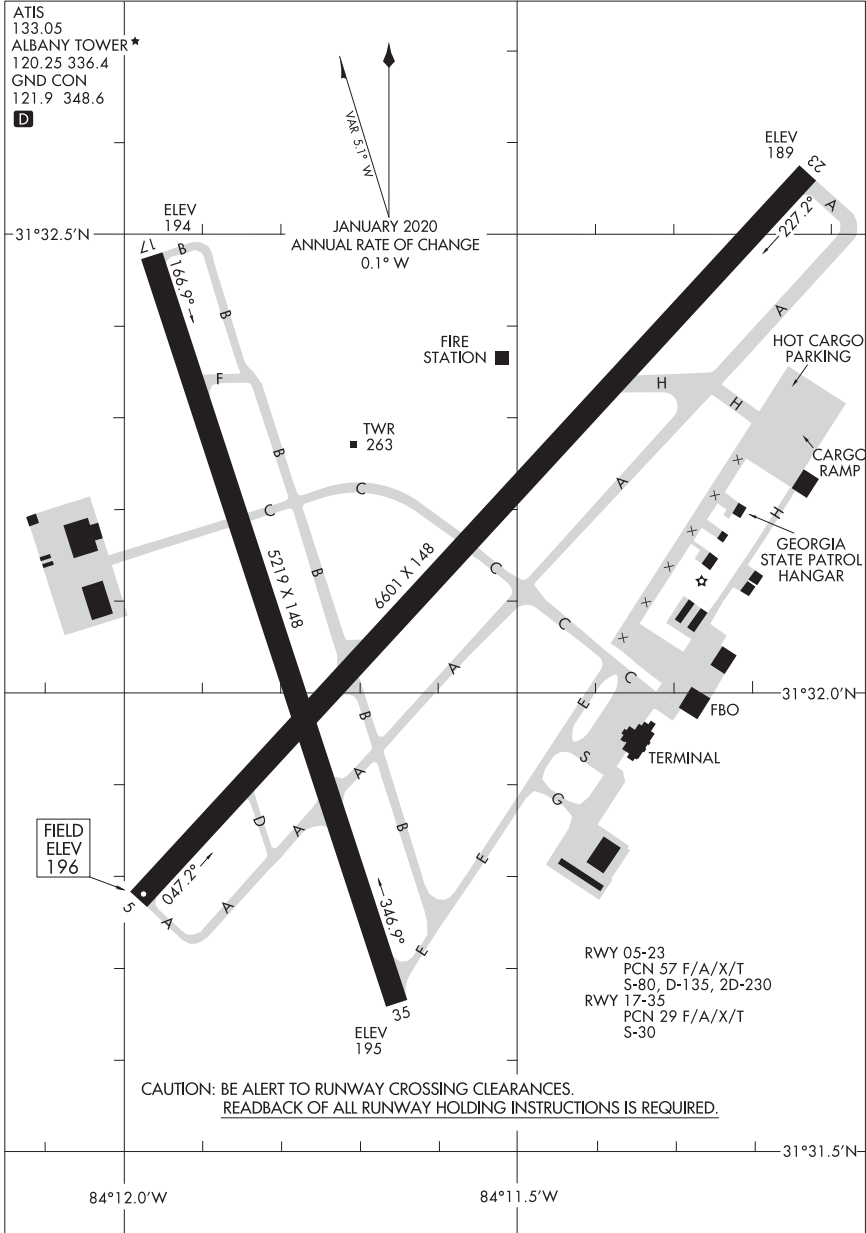 ATIS
133.05
ALBANY TOWER★
120.25 336.4
GND CON
121.9 348.6
D
VAR 5.1° W
JANUARY 2020
ANNUAL RATE OF CHANGE
0.1° W
ELEV
189
23
A
227.2°
31°32.5'N
ELEV
194
17
B
166.9°
B
A
FIRE
STATION
HOT CARGO
PARKING
F
H
H
TWR
263
B
CARGO
RAMP
A
C
C
H
5219 X 148
6601 X 148
GEORGIA
STATE PATROL
HANGAR
B
C
X
X
X
X
X
X
C
A
C
31°32.0'N
E
FBO
B
TERMINAL
S
A
G
D
A
B
FIELD
ELEV
196
E
047.2°
5
A
A
346.9°
E
RWY 05-23
PCN 57 F/A/X/T
S-80, D-135, 2D-230
RWY 17-35
PCN 29 F/A/X/T
S-30
35
ELEV
195
CAUTION: BE ALERT TO RUNWAY CROSSING CLEARANCES.
READBACK OF ALL RUNWAY HOLDING INSTRUCTIONS IS REQUIRED.
31°31.5'N
84°12.0'W
84°11.5'W